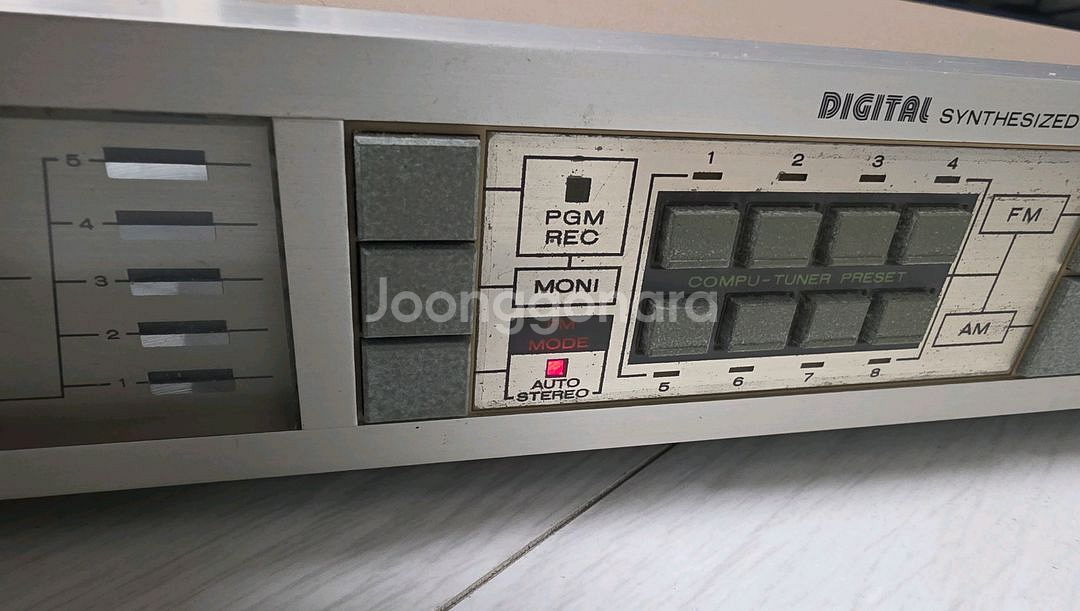 DIGITAL SYNTHESIZED
5
4
3
2
1
PGM
REC
MONI
MODE
AUTO
STEREO
1 2 3 4
COMPU-TUNER PRESET
5 6 7 8
FM
AM
Joonggonara